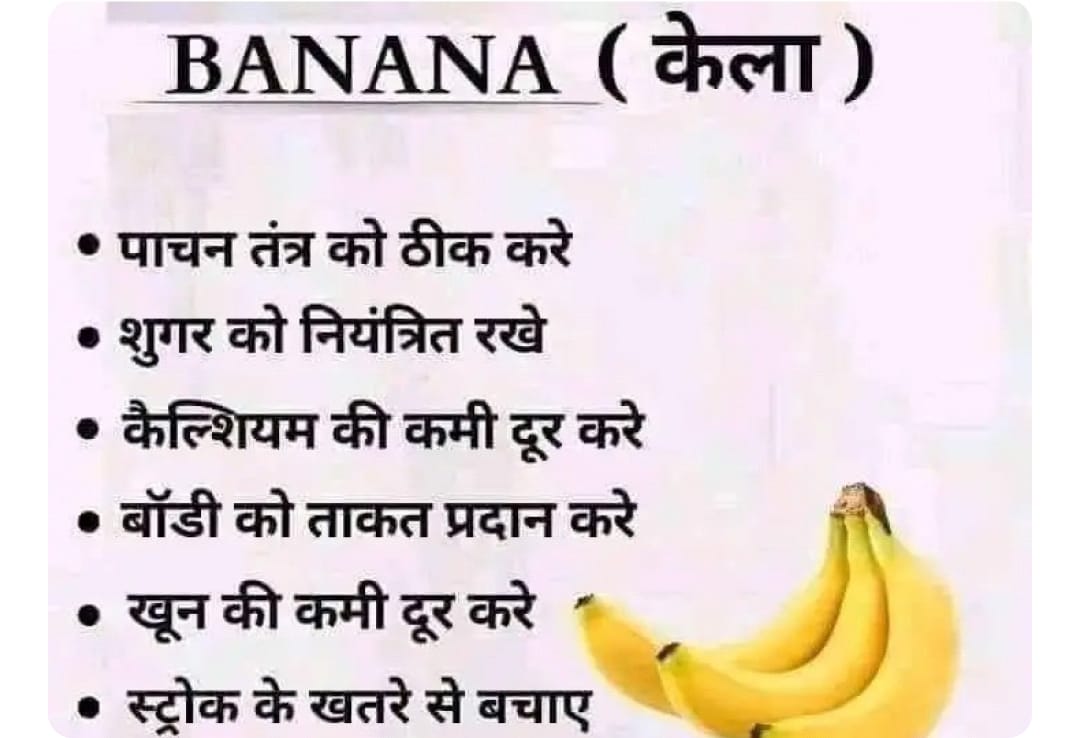 BANANA ( केला )
• पाचन तंत्र को ठीक करे
• शुगर को नियंत्रित रखे
• कैल्शियम की कमी दूर करे
• बॉडी को ताकत प्रदान करे
• खून की कमी दूर करे
• स्ट्रोक के खतरे से बचाए